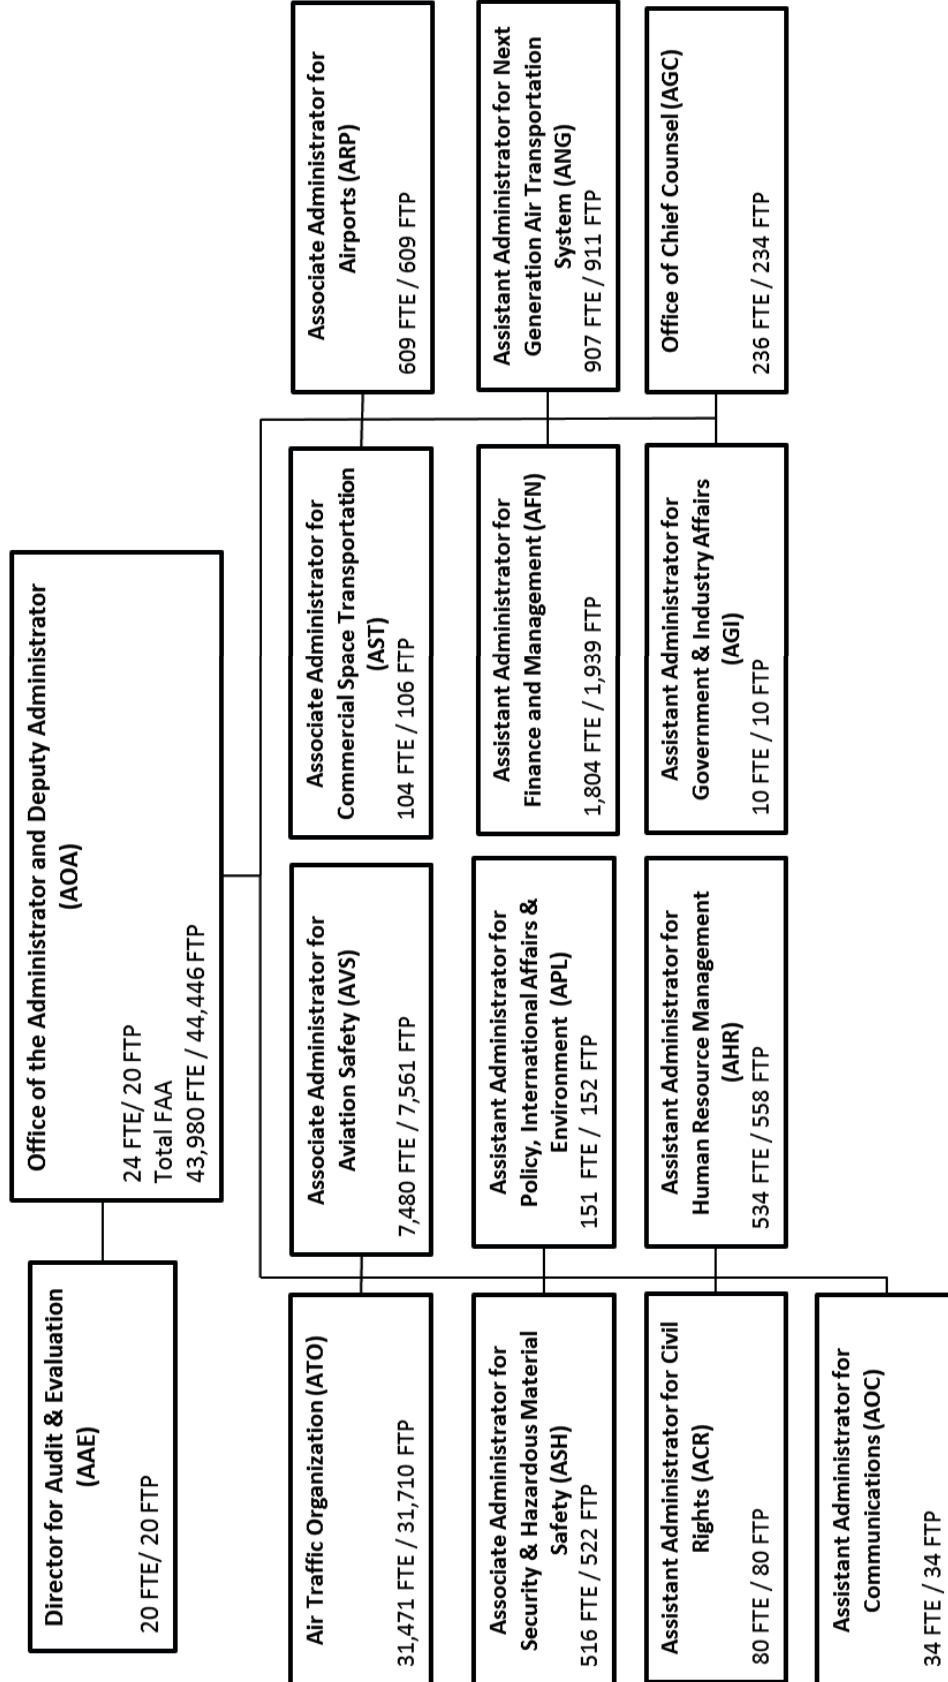 Office of the Administrator and Deputy Administrator
(AOA)
24 FTE/ 20 FTP
Total FAA
43,980 FTE / 44,446 FTP
Director for Audit & Evaluation
(AAE)
20 FTE/ 20 FTP
Air Traffic Organization (ATO)
31,471 FTE / 31,710 FTP
Associate Administrator for
Aviation Safety (AVS)
7,480 FTE / 7,561 FTP
Associate Administrator for
Commercial Space Transportation
(AST)
104 FTE / 106 FTP
Associate Administrator for
Airports (ARP)
609 FTE / 609 FTP
Associate Administrator for
Security & Hazardous Material
Safety (ASH)
516 FTE / 522 FTP
Assistant Administrator for
Policy, International Affairs &
Environment (APL)
151 FTE / 152 FTP
Assistant Administrator for
Finance and Management (AFN)
1,804 FTE / 1,939 FTP
Assistant Administrator for Next
Generation Air Transportation
System (ANG)
907 FTE / 911 FTP
Assistant Administrator for Civil
Rights (ACR)
80 FTE / 80 FTP
Assistant Administrator for
Human Resource Management
(AHR)
534 FTE / 558 FTP
Assistant Administrator for
Government & Industry Affairs
(AGI)
10 FTE / 10 FTP
Office of Chief Counsel (AGC)
236 FTE / 234 FTP
Assistant Administrator for
Communications (AOC)
34 FTE / 34 FTP